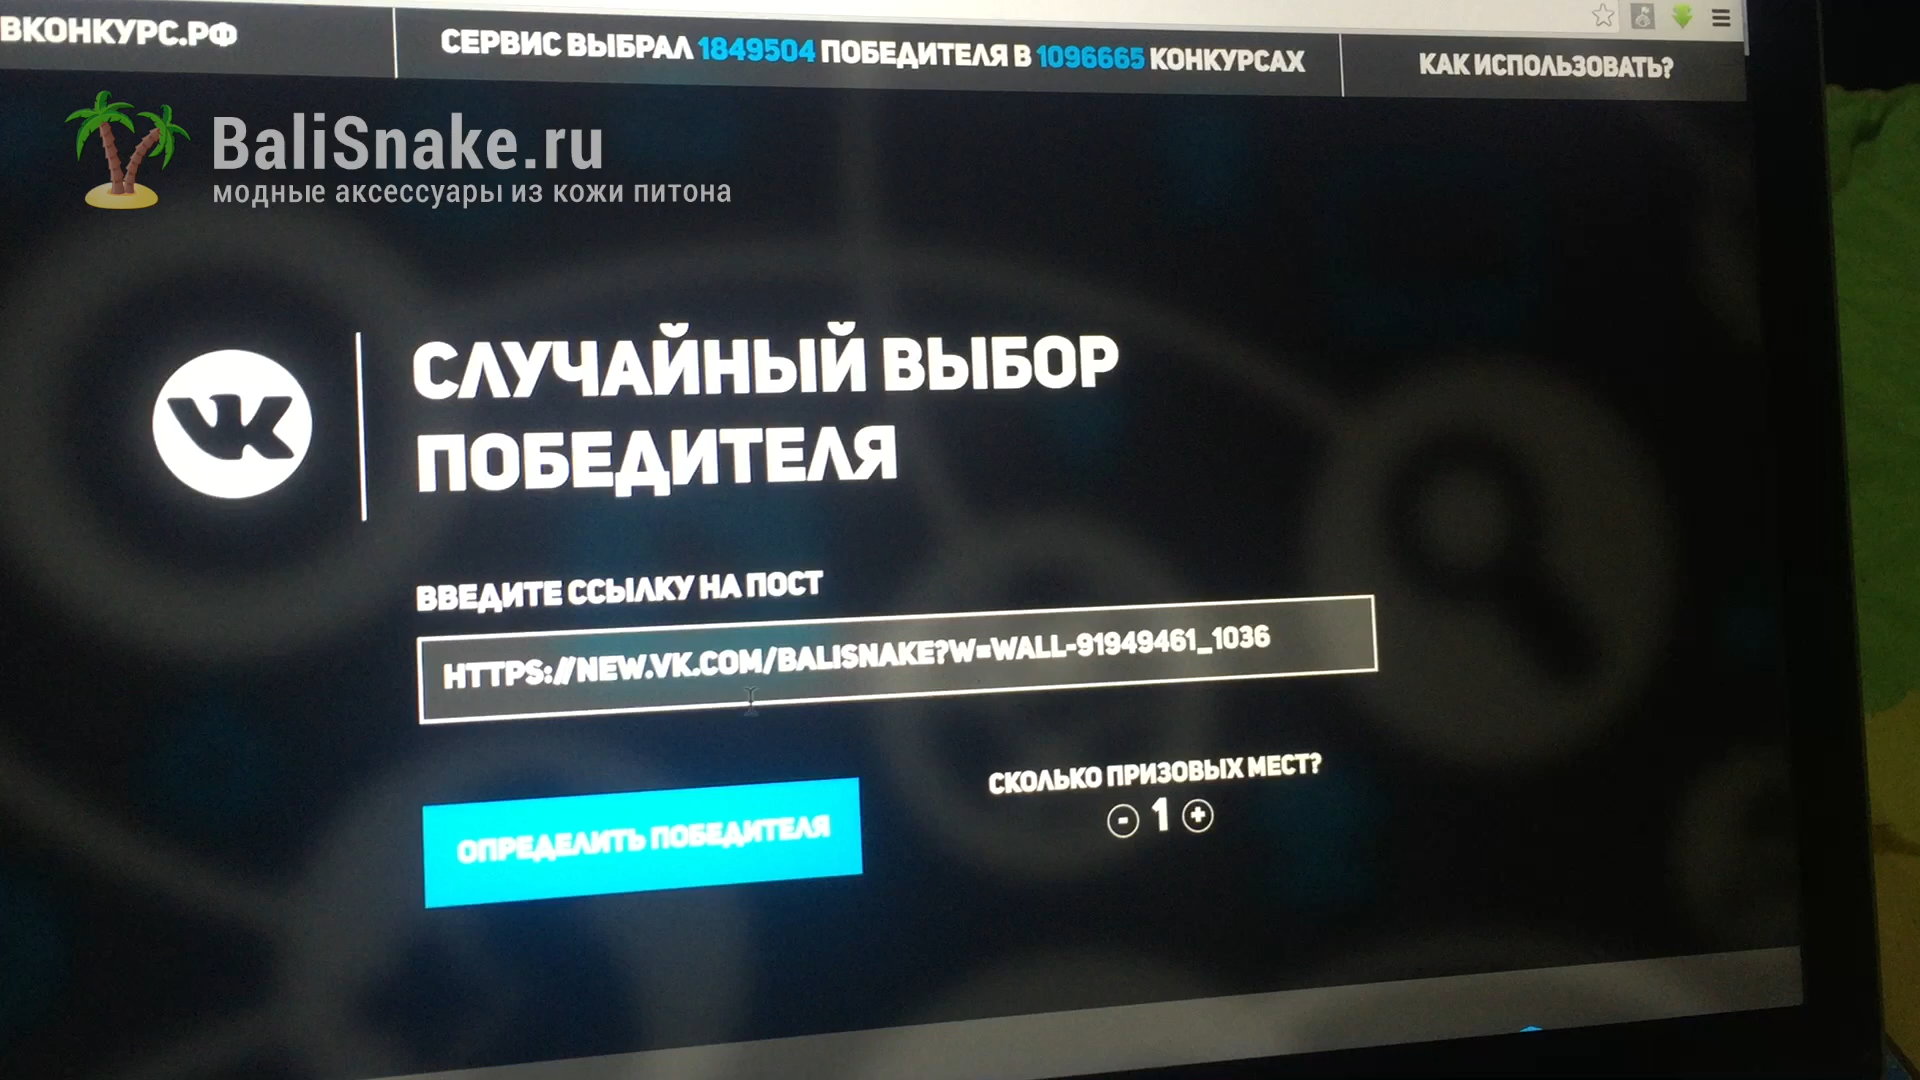 ВКОНКУРС.РФ
СЕРВИС ВЫБРАЛ 1849504 ПОБЕДИТЕЛЯ В 1096665 КОНКУРСАХ
КАК ИСПОЛЬЗОВАТЬ?
BaliSnake.ru
модные аксессуары из кожи питона
VK
СЛУЧАЙНЫЙ ВЫБОР
ПОБЕДИТЕЛЯ
ВВЕДИТЕ ССЫЛКУ НА ПОСТ
HTTPS://NEW.VK.COM/BALISNAKE?W=WALL-91949461_1036
СКОЛЬКО ПРИЗОВЫХ МЕСТ?
- 1 +
ОПРЕДЕЛИТЬ ПОБЕДИТЕЛЯ